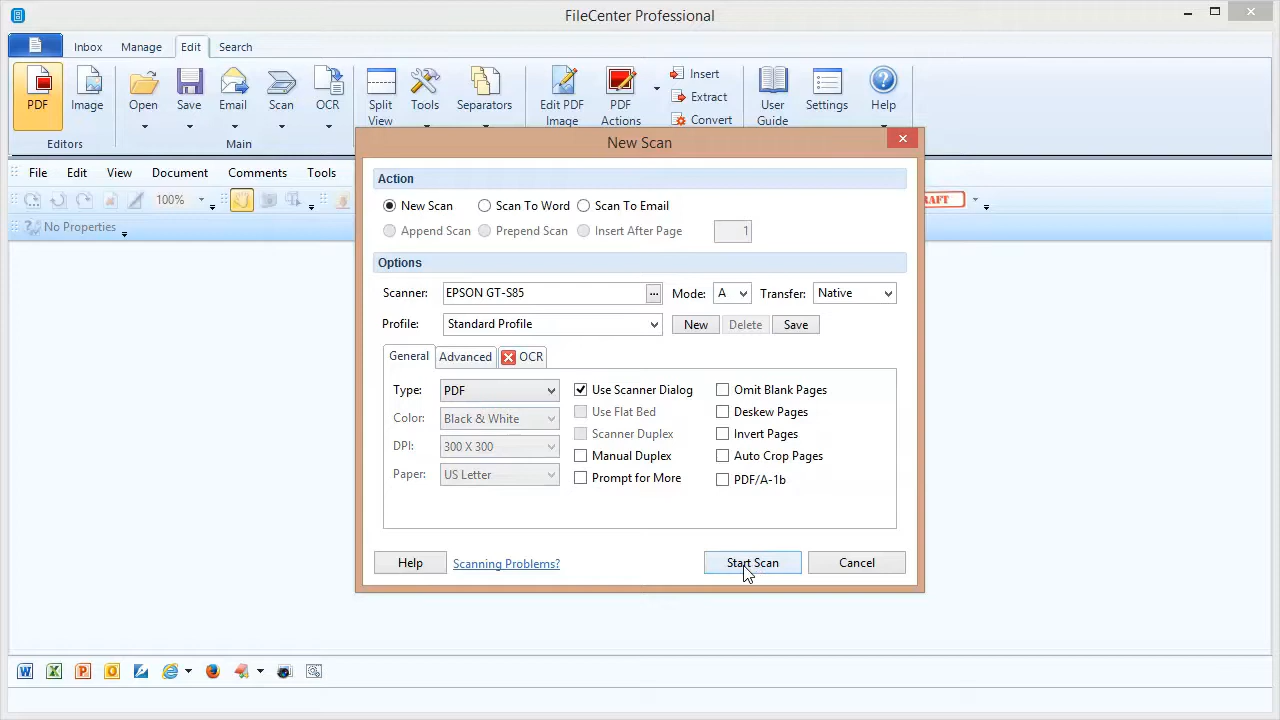 FileCenter Professional
Inbox Manage Edit Search
PDF Image Open Save Email Scan OCR Split View Tools Separators Edit PDF Image PDF Actions Insert Extract Convert User Guide Settings Help
Editors Main
New Scan
File Edit View Document Comments Tools
100%
RAFT
No Properties
Action
New Scan Scan To Word Scan To Email
Append Scan Prepend Scan Insert After Page 1
Options
Scanner: EPSON GT-S85 ... Mode: A Transfer: Native
Profile: Standard Profile New Delete Save
General Advanced OCR
Type: PDF Use Scanner Dialog Omit Blank Pages
Color: Black & White Use Flat Bed Deskew Pages
DPI: 300 X 300 Scanner Duplex Invert Pages
Paper: US Letter Manual Duplex Auto Crop Pages
Prompt for More PDF/A-1b
Help Scanning Problems? Start Scan Cancel